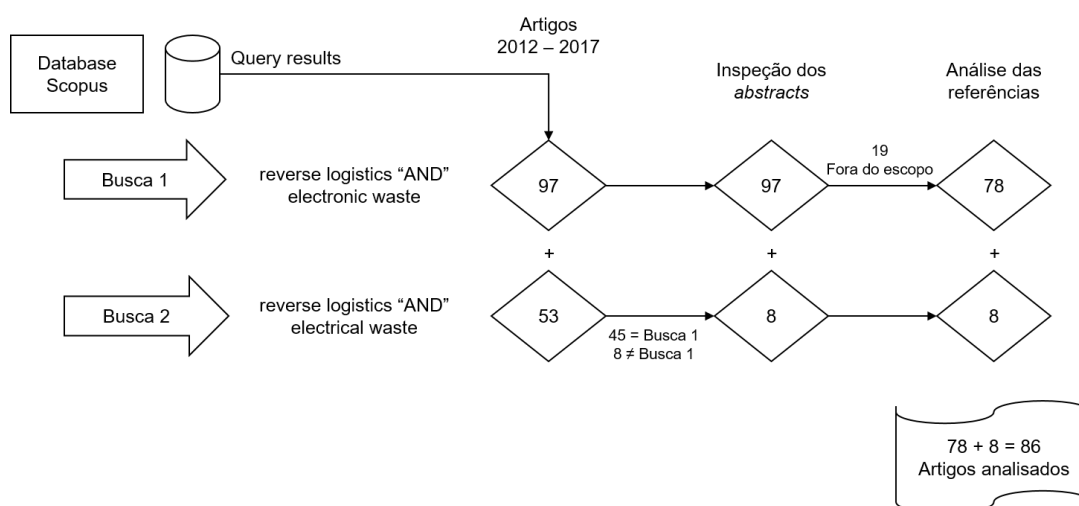 Database
Scopus
Query results
Artigos
2012 – 2017
Inspeção dos
abstracts
Análise das
referências
Busca 1
reverse logistics “AND”
electronic waste
97
97
19
Fora do escopo
78
+
+
+
Busca 2
reverse logistics “AND”
electrical waste
53
45 = Busca 1
8 ≠ Busca 1
8
8
78 + 8 = 86
Artigos analisados